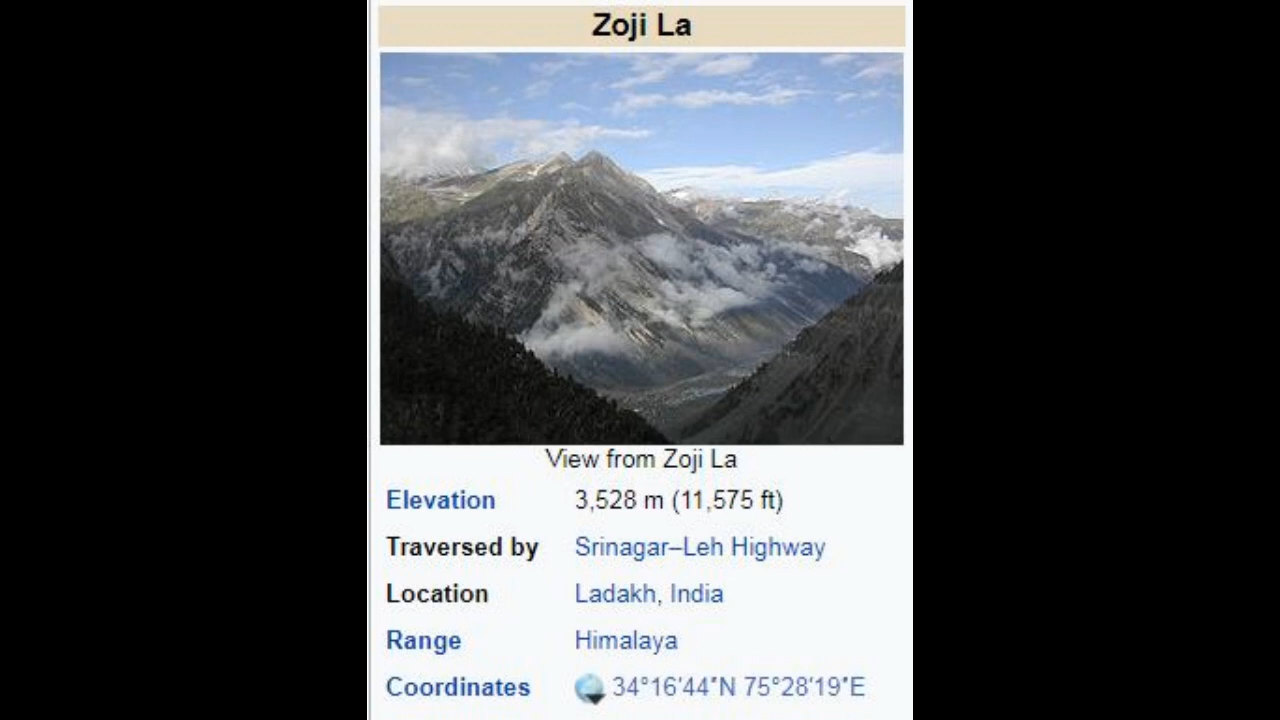 Zoji La
View from Zoji La
Elevation 3,528 m (11,575 ft)
Traversed by Srinagar–Leh Highway
Location Ladakh, India
Range Himalaya
Coordinates 34°16′44″N 75°28′19″E